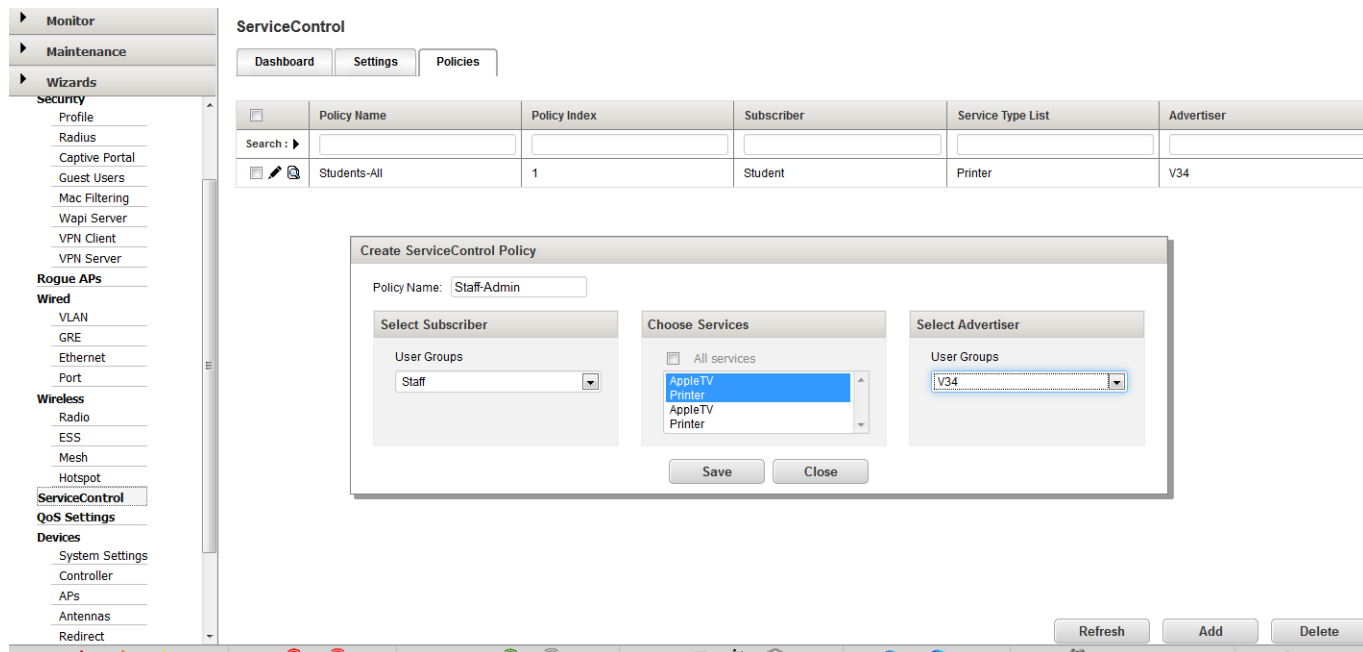 Monitor
Maintenance
Wizards
Security
Profile
Radius
Captive Portal
Guest Users
Mac Filtering
Wapi Server
VPN Client
VPN Server
Rogue APs
Wired
VLAN
GRE
Ethernet
Port
Wireless
Radio
ESS
Mesh
Hotspot
ServiceControl
QoS Settings
Devices
System Settings
Controller
APs
Antennas
Redirect
ServiceControl
Dashboard Settings Policies
Policy Name Policy Index Subscriber Service Type List Advertiser
Search :
Students-All 1 Student Printer V34
Create ServiceControl Policy
Policy Name: Staff-Admin
Select Subscriber
User Groups
Staff
Choose Services
All services
AppleTV
Printer
AppleTV
Printer
Select Advertiser
User Groups
V34
Save Close
Refresh Add Delete